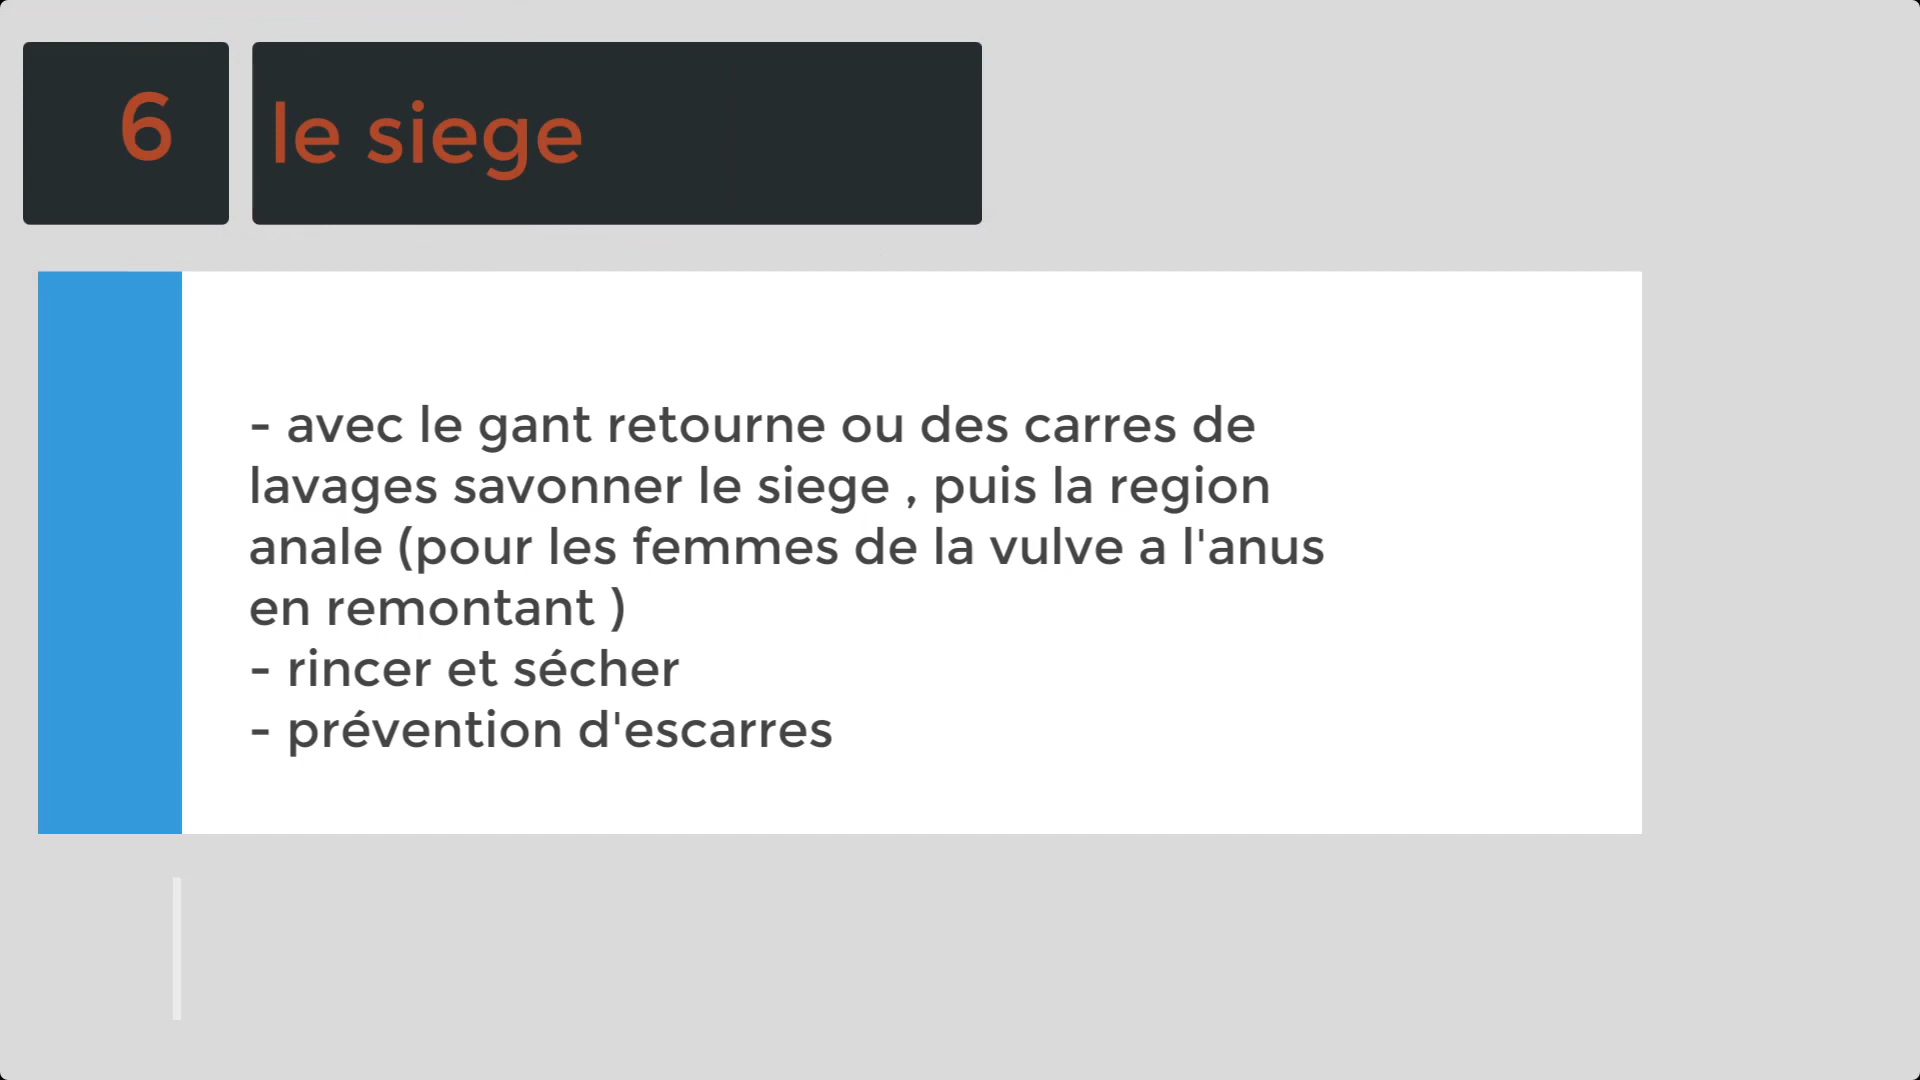 6
le siege
- avec le gant retourne ou des carres de
lavages savonner le siege , puis la region
anale (pour les femmes de la vulve a l'anus
en remontant )
- rincer et sécher
- prévention d'escarres